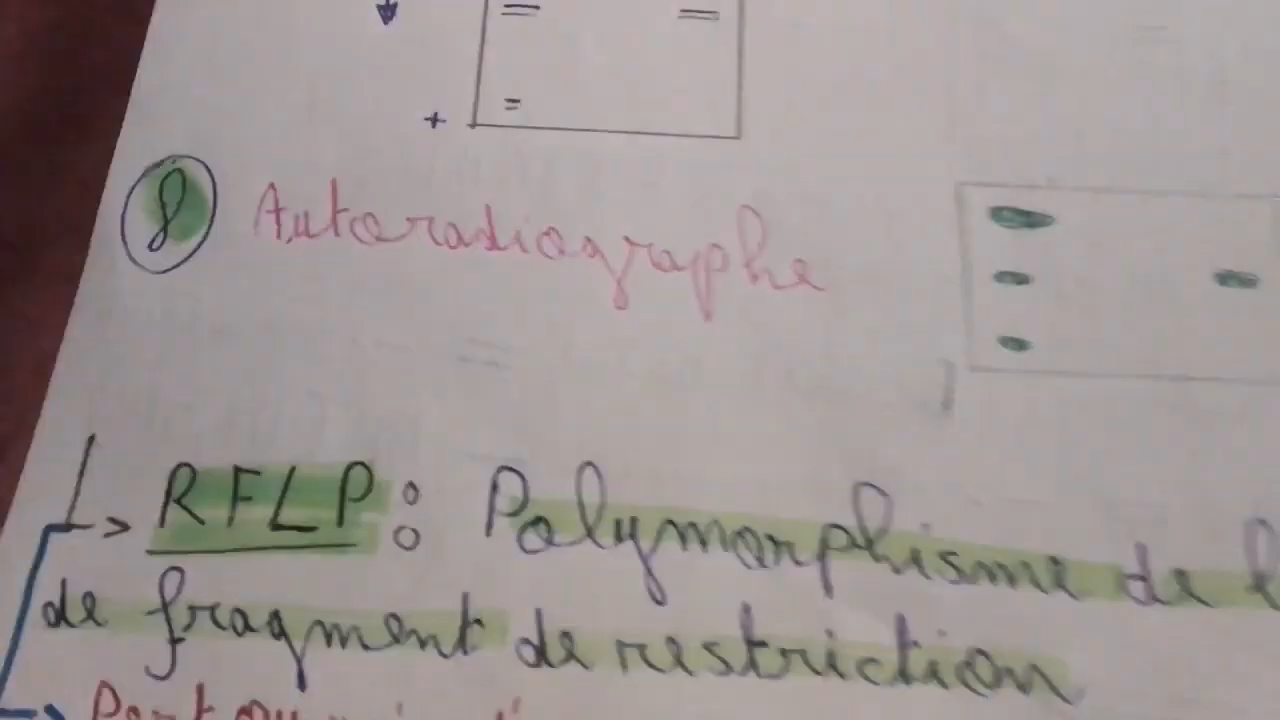 +
8 Autoradiographe
RFLP : Polymorphisme de l
de fragment de restriction